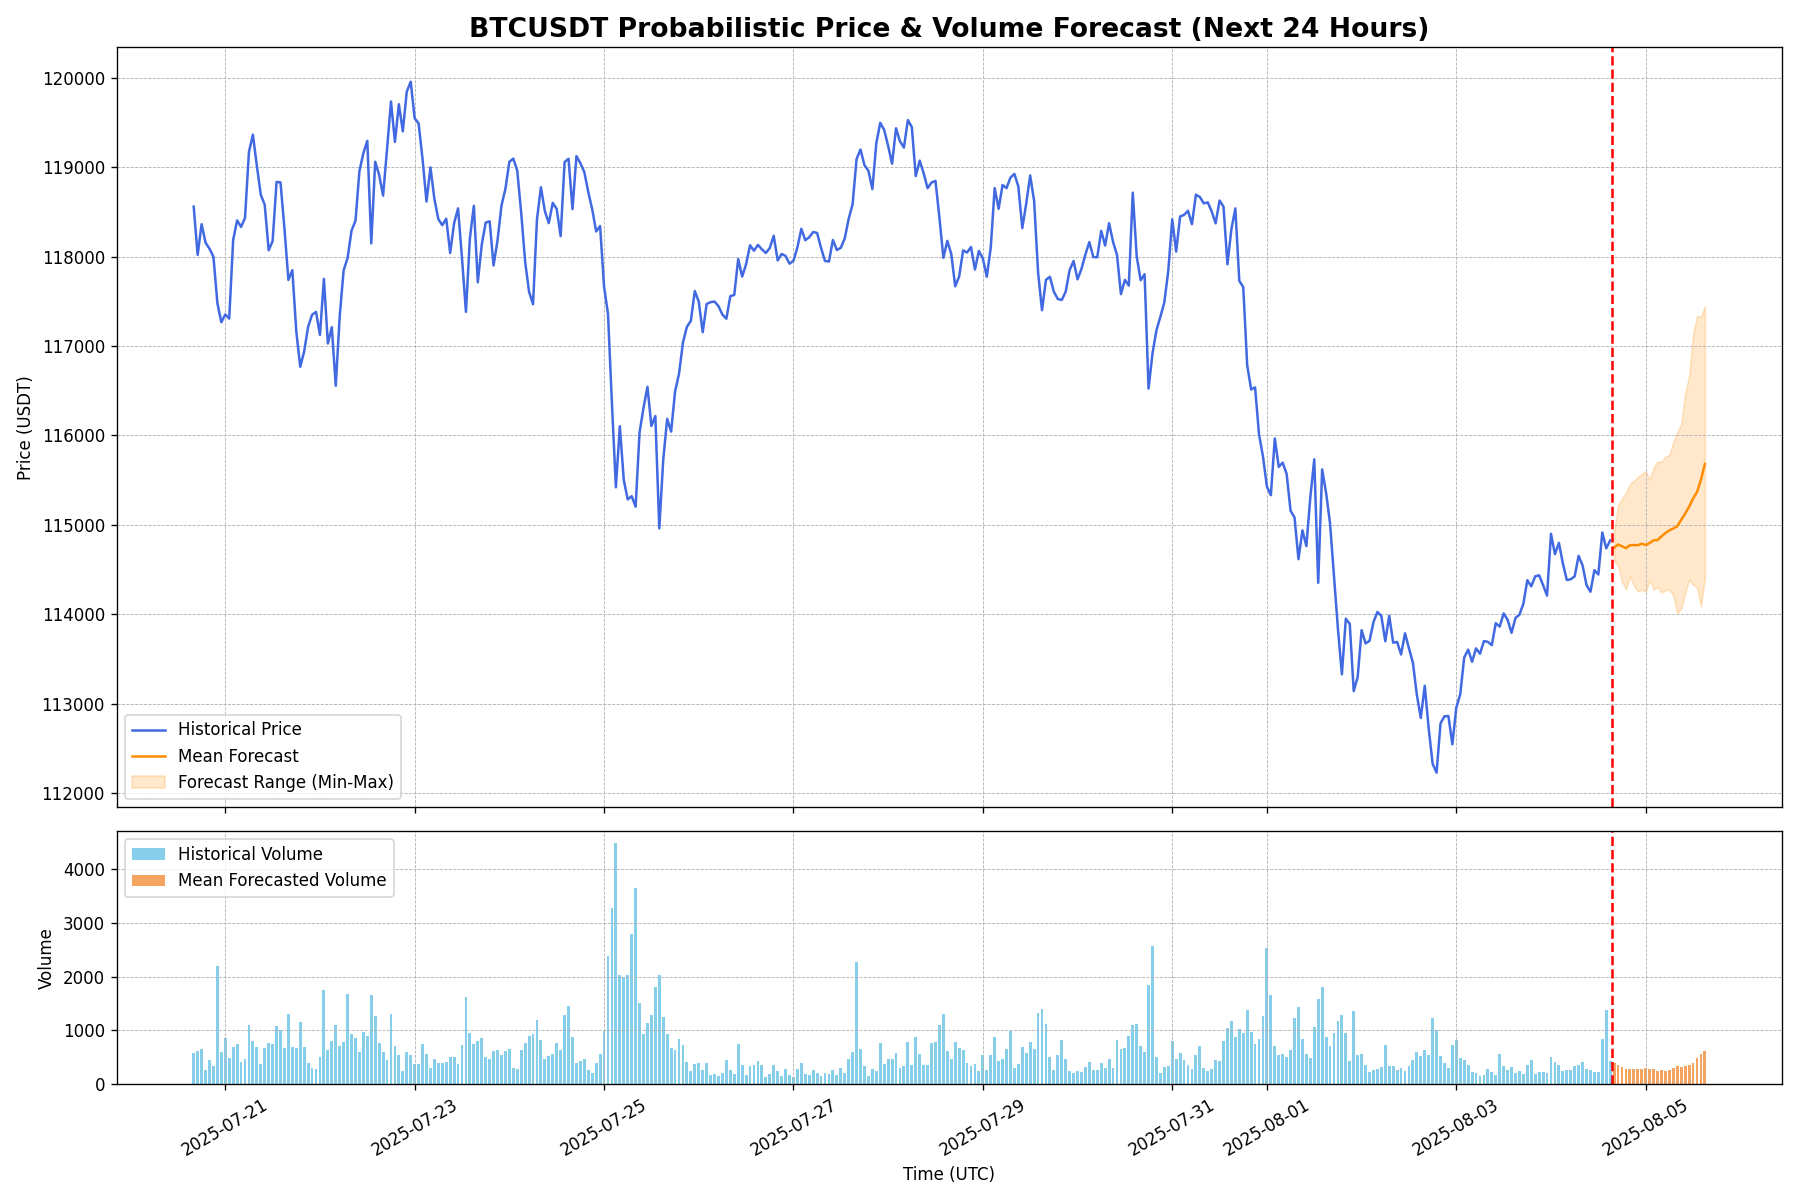 BTCUSDT Probabilistic Price & Volume Forecast (Next 24 Hours)
120000
119000
118000
117000
116000
115000
114000
113000
112000
Price (USDT)
Historical Price
Mean Forecast
Forecast Range (Min-Max)
Historical Volume
Mean Forecasted Volume
4000
3000
2000
1000
0
Volume
2025-07-21
2025-07-23
2025-07-25
2025-07-27
2025-07-29
2025-07-31
2025-08-01
2025-08-03
2025-08-05
Time (UTC)